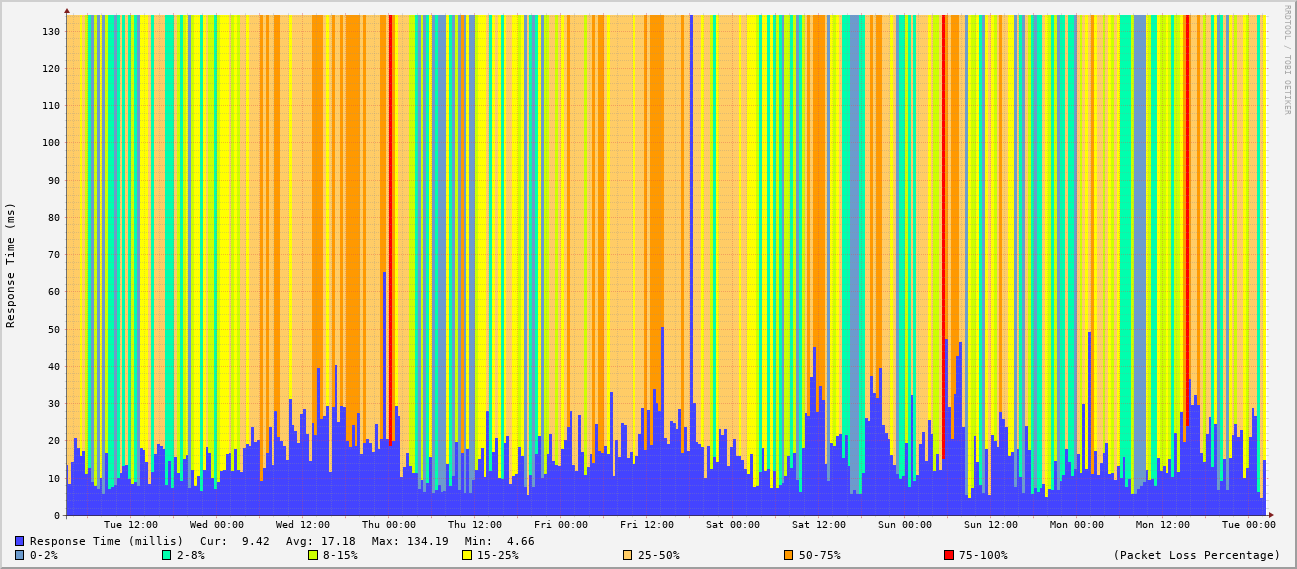 RRDTOOL / TOBI OETIKER
Response Time (ms)
130
120
110
100
90
80
70
60
50
40
30
20
10
0
Tue 12:00 Wed 00:00 Wed 12:00 Thu 00:00 Thu 12:00 Fri 00:00 Fri 12:00 Sat 00:00 Sat 12:00 Sun 00:00 Sun 12:00 Mon 00:00 Mon 12:00 Tue 00:00
Response Time (millis) Cur: 9.42 Avg: 17.18 Max: 134.19 Min: 4.66
0-2% 2-8% 8-15% 15-25% 25-50% 50-75% 75-100% (Packet Loss Percentage)